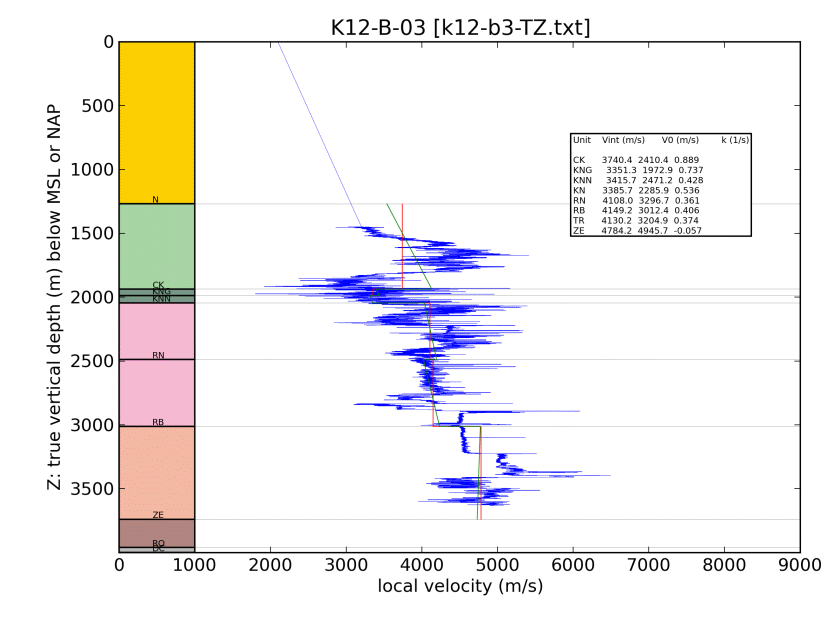 K12-B-03 [k12-b3-TZ.txt]
0
500
1000
1500
2000
2500
3000
3500
Z: true vertical depth (m) below MSL or NAP
N
CK
KNG
KNN
RN
RB
ZE
RO
DC
Unit Vint (m/s) V0 (m/s) k (1/s)
CK 3740.4 2410.4 0.889
KNG 3351.3 1972.9 0.737
KNN 3415.7 2471.2 0.428
KN 3385.7 2285.9 0.536
RN 4108.0 3296.7 0.361
RB 4149.2 3012.4 0.406
TR 4130.2 3204.9 0.374
ZE 4784.2 4945.7 -0.057
0 1000 2000 3000 4000 5000 6000 7000 8000 9000
local velocity (m/s)